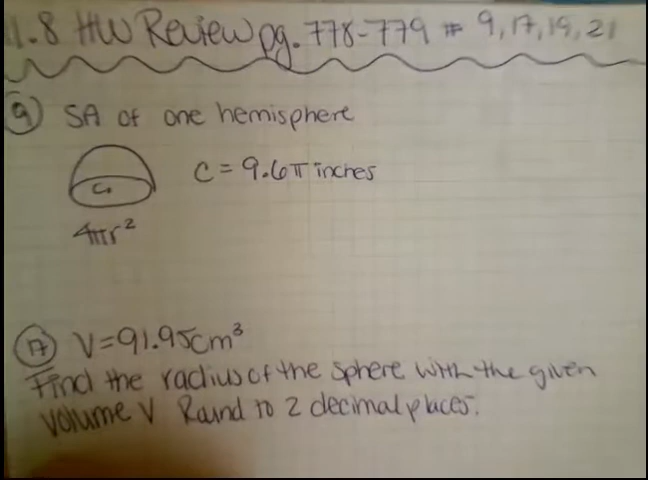 11.8 HW Review pg. 778-779 # 9, 17, 19, 21
9 SA of one hemisphere
C = 9.6π inches
4πr²
17 V=91.95cm³
Find the radius of the sphere with the given
volume V Round to 2 decimal places.